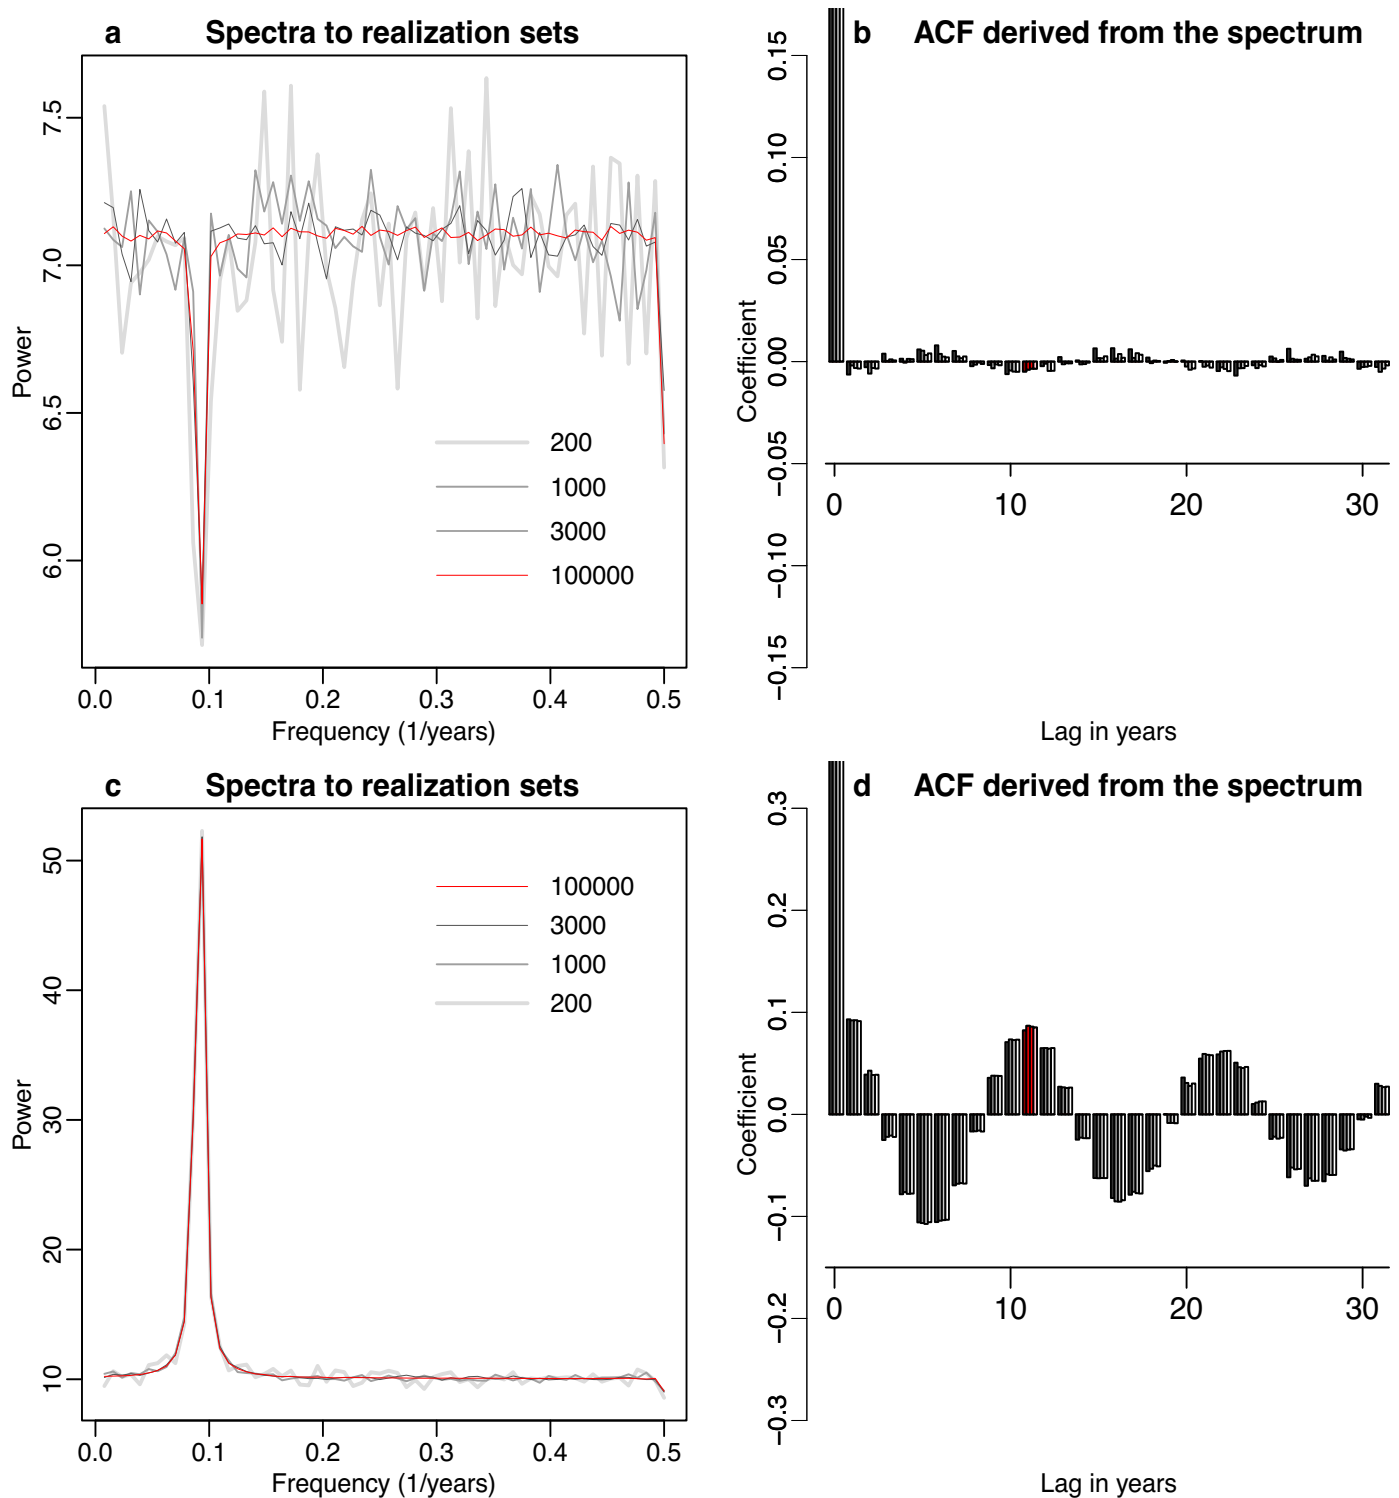 a Spectra to realization sets
7.5
7.0
6.5
6.0
Power
200
1000
3000
100000
0.0 0.1 0.2 0.3 0.4 0.5
Frequency (1/years)
b ACF derived from the spectrum
0.15
0.10
0.05
0.00
−0.05
−0.10
−0.15
Coefficient
0 10 20 30
Lag in years
c Spectra to realization sets
50
40
30
20
10
Power
100000
3000
1000
200
0.0 0.1 0.2 0.3 0.4 0.5
Frequency (1/years)
d ACF derived from the spectrum
0.3
0.2
0.1
0.0
−0.1
−0.2
−0.3
Coefficient
0 10 20 30
Lag in years